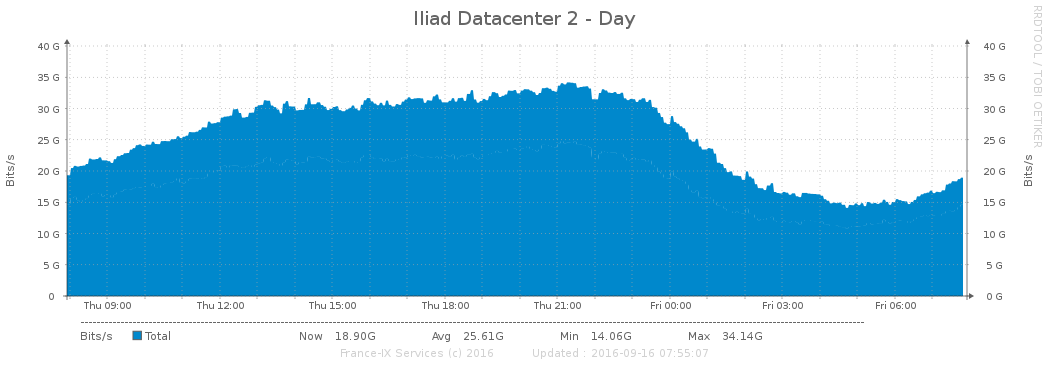 Iliad Datacenter 2 - Day
RRDTOOL / TOBI OETIKER
Bits/s
40 G 40 G
35 G 35 G
30 G 30 G
25 G 25 G
20 G 20 G
15 G 15 G
10 G 10 G
5 G 5 G
0 0 G
Bits/s
Thu 09:00 Thu 12:00 Thu 15:00 Thu 18:00 Thu 21:00 Fri 00:00 Fri 03:00 Fri 06:00
Bits/s Total Now 18.90G Avg 25.61G Min 14.06G Max 34.14G
France-IX Services (c) 2016 Updated : 2016-09-16 07:55:07